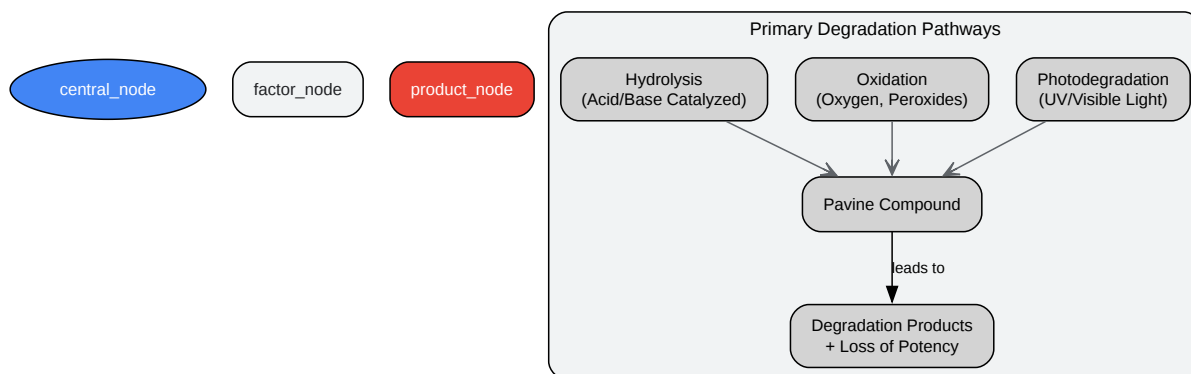 Primary Degradation Pathways
central_node
factor_node
product_node
Hydrolysis
(Acid/Base Catalyzed)
Oxidation
(Oxygen, Peroxides)
Photodegradation
(UV/Visible Light)
Pavine Compound
leads to
Degradation Products
+ Loss of Potency